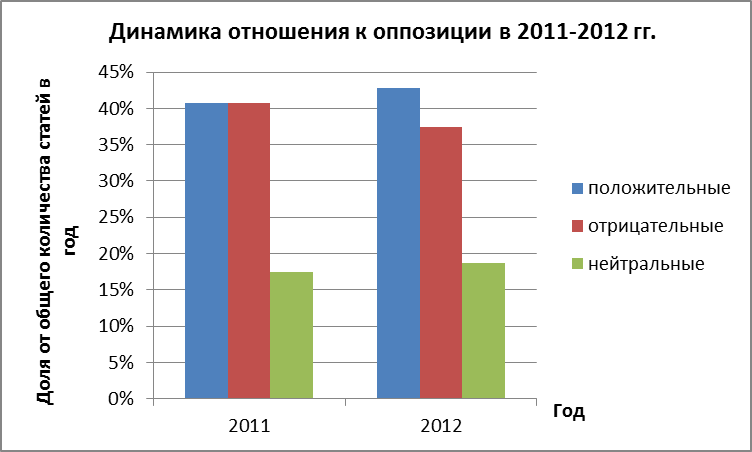 Динамика отношения к оппозиции в 2011-2012 гг.
Доля от общего количества статей в
год
45%
40%
35%
30%
25%
20%
15%
10%
5%
0%
2011
2012
Год
положительные
отрицательные
нейтральные